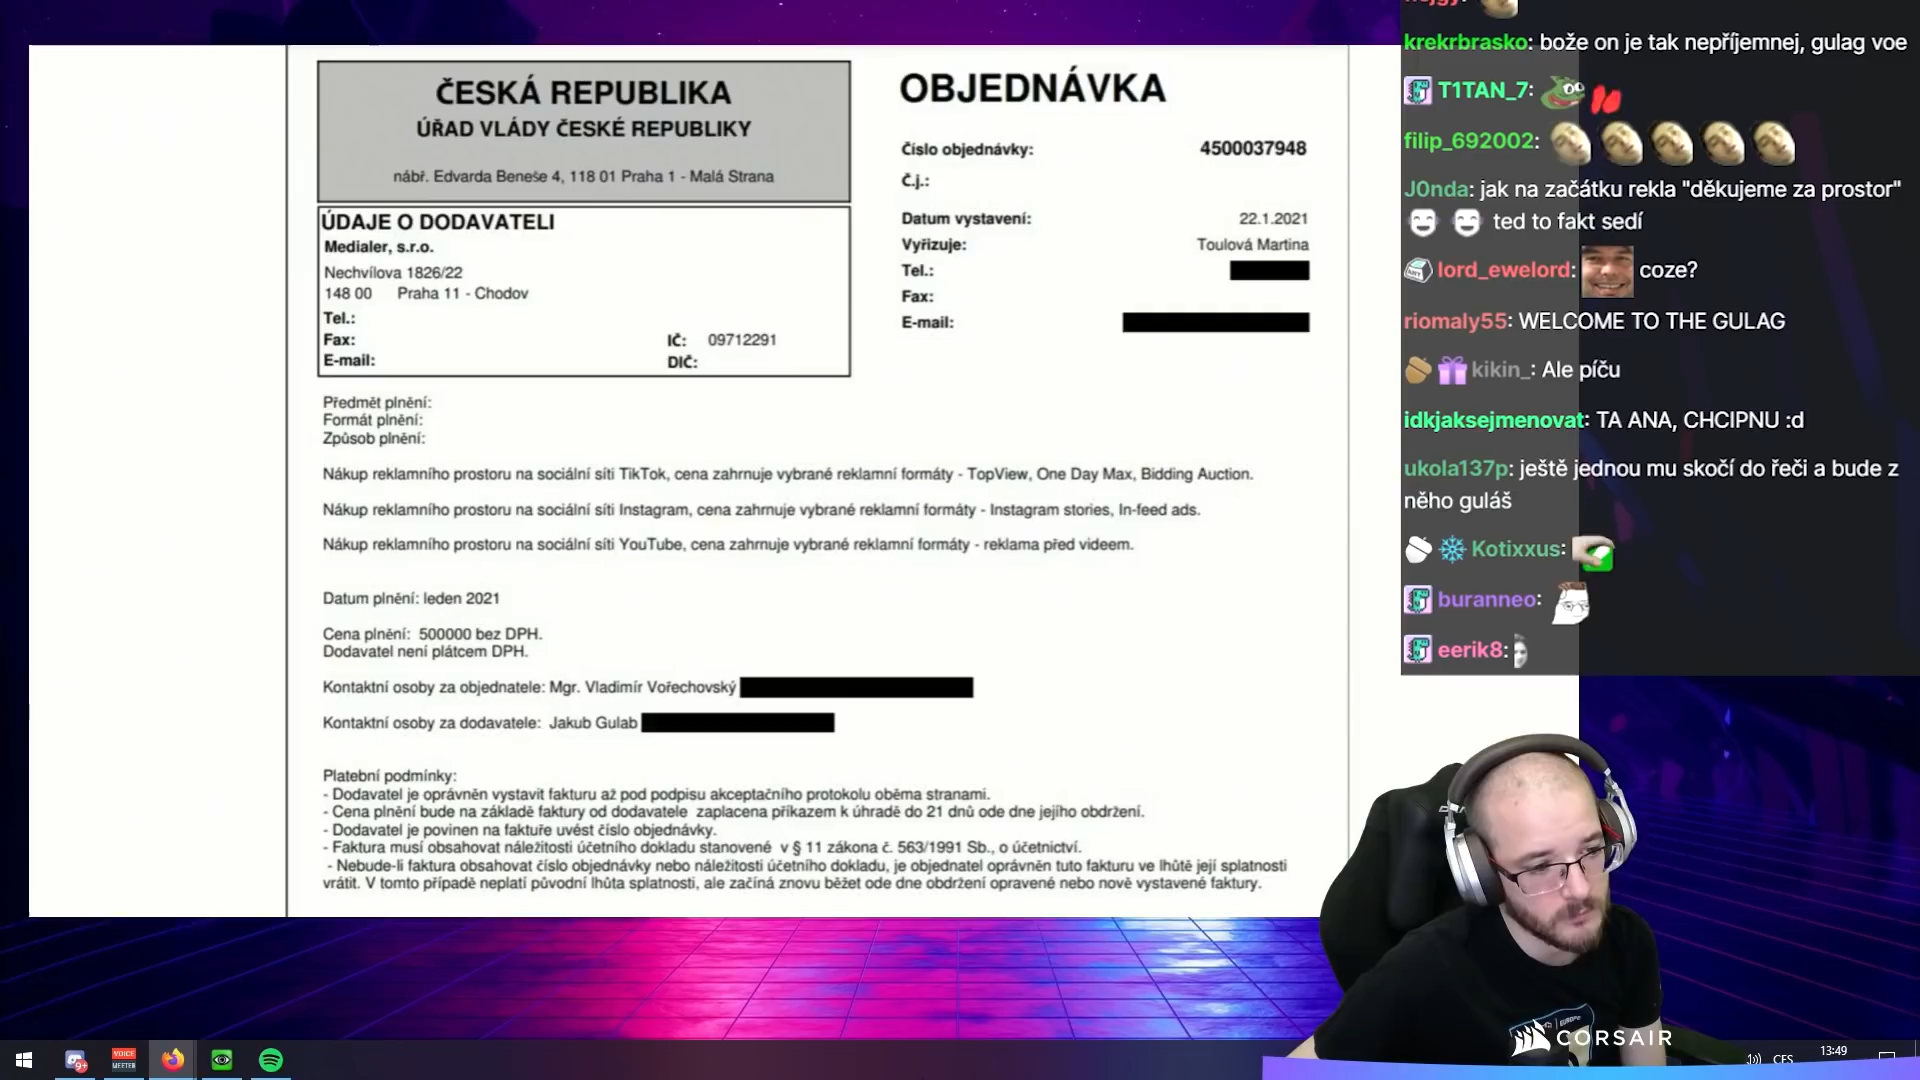 ČESKÁ REPUBLIKA
ÚŘAD VLÁDY ČESKÉ REPUBLIKY
nábř. Edvarda Beneše 4, 118 01 Praha 1 - Malá Strana
ÚDAJE O DODAVATELI
Medialer, s.r.o.
Nechvílova 1826/22
148 00 Praha 11 - Chodov
Tel.:
Fax:
E-mail:
IČ: 09712291
DIČ:
OBJEDNÁVKA
Číslo objednávky: 4500037948
Č.j.:
Datum vystavení: 22.1.2021
Vyřizuje: Toulová Martina
Tel.:
Fax:
E-mail:
Předmět plnění:
Formát plnění:
Způsob plnění:
Nákup reklamního prostoru na sociální síti TikTok, cena zahrnuje vybrané reklamní formáty - TopView, One Day Max, Bidding Auction.
Nákup reklamního prostoru na sociální síti Instagram, cena zahrnuje vybrané reklamní formáty - Instagram stories, In-feed ads.
Nákup reklamního prostoru na sociální síti YouTube, cena zahrnuje vybrané reklamní formáty - reklama před videem.
Datum plnění: leden 2021
Cena plnění: 500000 bez DPH.
Dodavatel není plátcem DPH.
Kontaktní osoby za objednatele: Mgr. Vladimír Vořechovský
Kontaktní osoby za dodavatele: Jakub Gulab
Platební podmínky:
- Dodavatel je oprávněn vystavit fakturu až pod podpisu akceptačního protokolu oběma stranami.
- Cena plnění bude na základě faktury od dodavatele zaplacena příkazem k úhradě do 21 dnů ode dne jejího obdržení.
- Dodavatel je povinen na faktuře uvést číslo objednávky.
- Faktura musí obsahovat náležitosti účetního dokladu stanovené v § 11 zákona č. 563/1991 Sb., o účetnictví.
- Nebude-li faktura obsahovat číslo objednávky nebo náležitosti účetního dokladu, je objednatel oprávněn tuto fakturu ve lhůtě její splatnosti
vrátit. V tomto případě neplatí původní lhůta splatnosti, ale začíná znovu běžet ode dne obdržení opravené nebo nově vystavené faktury.
krekrbrasko: bože on je tak nepříjemnej, gulag voe
T1TAN_7:
filip_692002:
J0nda: jak na začátku rekla "děkujeme za prostor"
ted to fakt sedí
lord_ewelord: coze?
riomaly55: WELCOME TO THE GULAG
kikin_: Ale píču
idkjaksejmenovat: TA ANA, CHCIPNU :d
ukola137p: ještě jednou mu skočí do řeči a bude z
něho guláš
Kotixxus:
buranneo:
eerik8:
CORSAIR
9+
VOICE
MEETER
CES
13:49